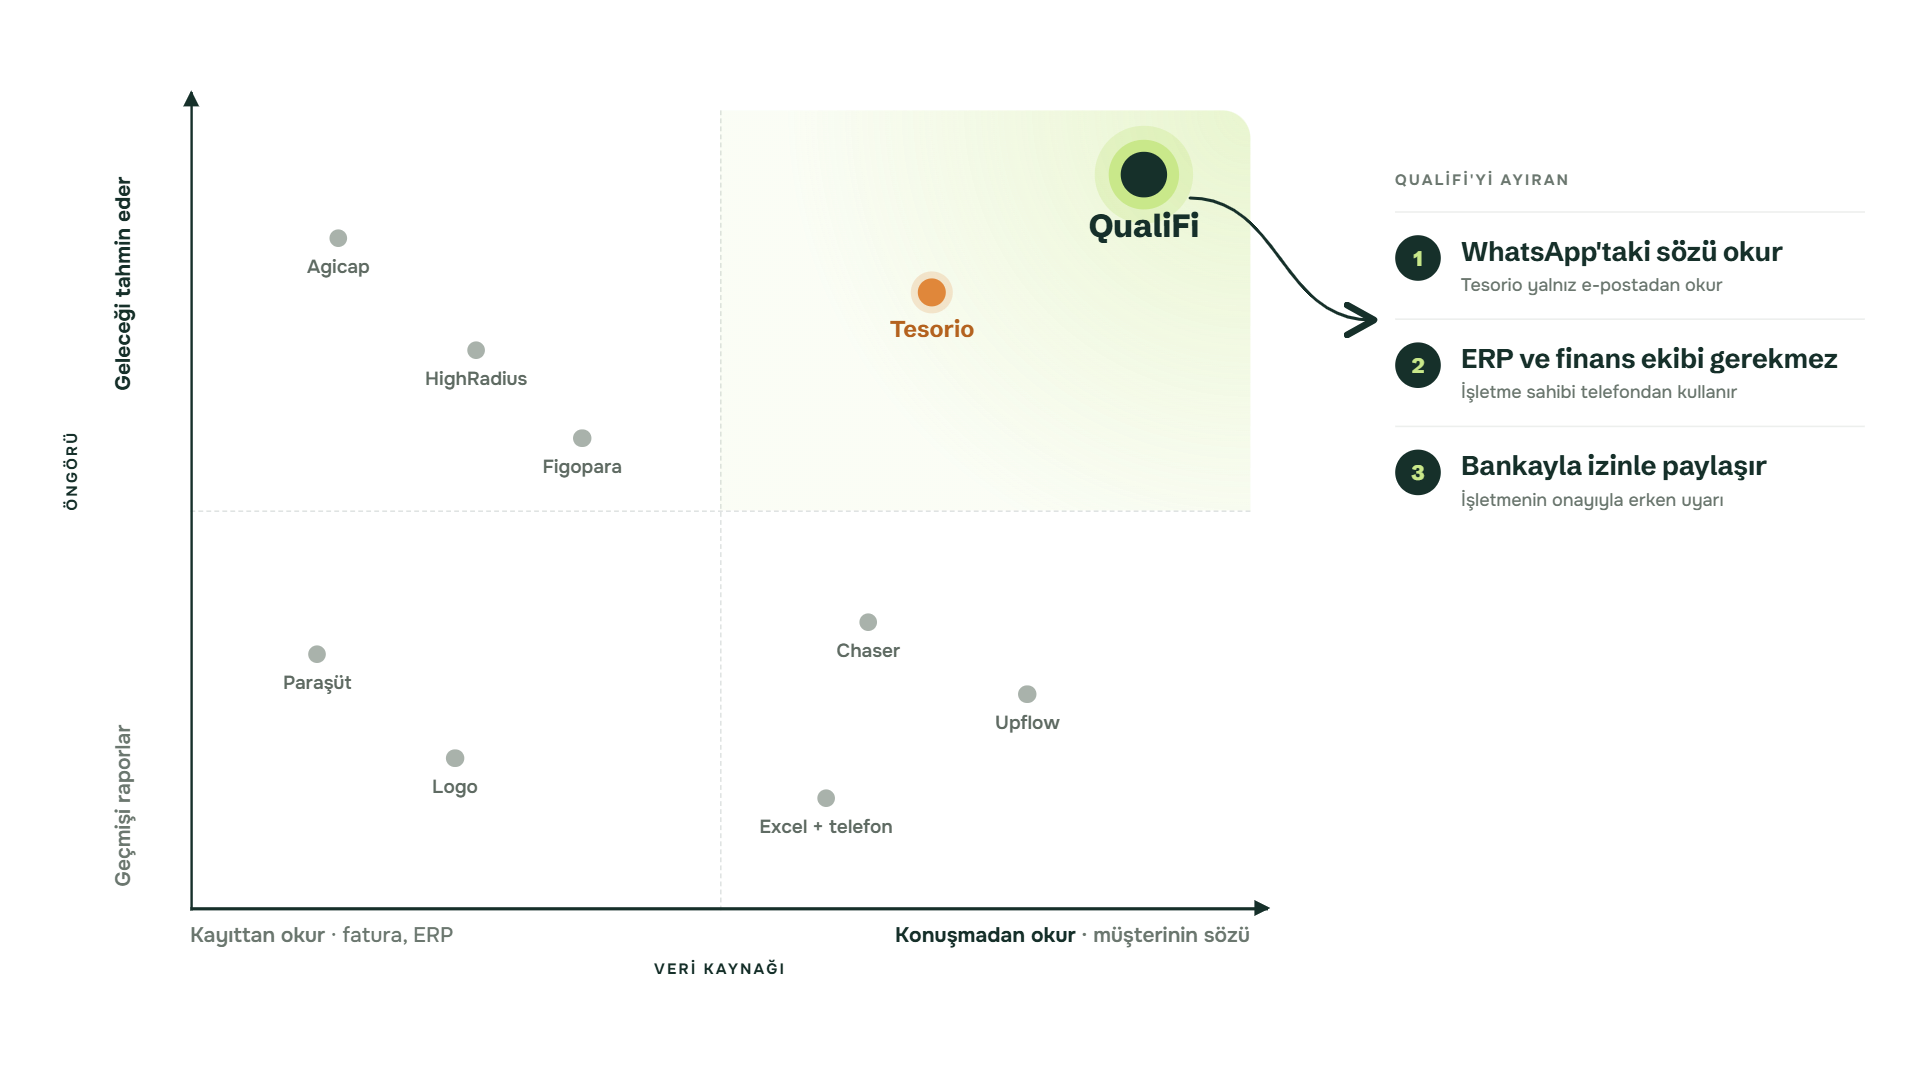 Geleceği tahmin eder
ÖNGÖRÜ
Geçmişi raporlar
Agicap
HighRadius
Figopara
QualiFi
Tesorio
Paraşüt
Logo
Chaser
Upflow
Excel + telefon
Kayıttan okur · fatura, ERP
Konuşmadan okur · müşterinin sözü
VERİ KAYNAĞI
QUALİFİ'Yİ AYIRAN
1
WhatsApp'taki sözü okur
Tesorio yalnız e-postadan okur
2
ERP ve finans ekibi gerekmez
İşletme sahibi telefondan kullanır
3
Bankayla izinle paylaşır
İşletmenin onayıyla erken uyarı